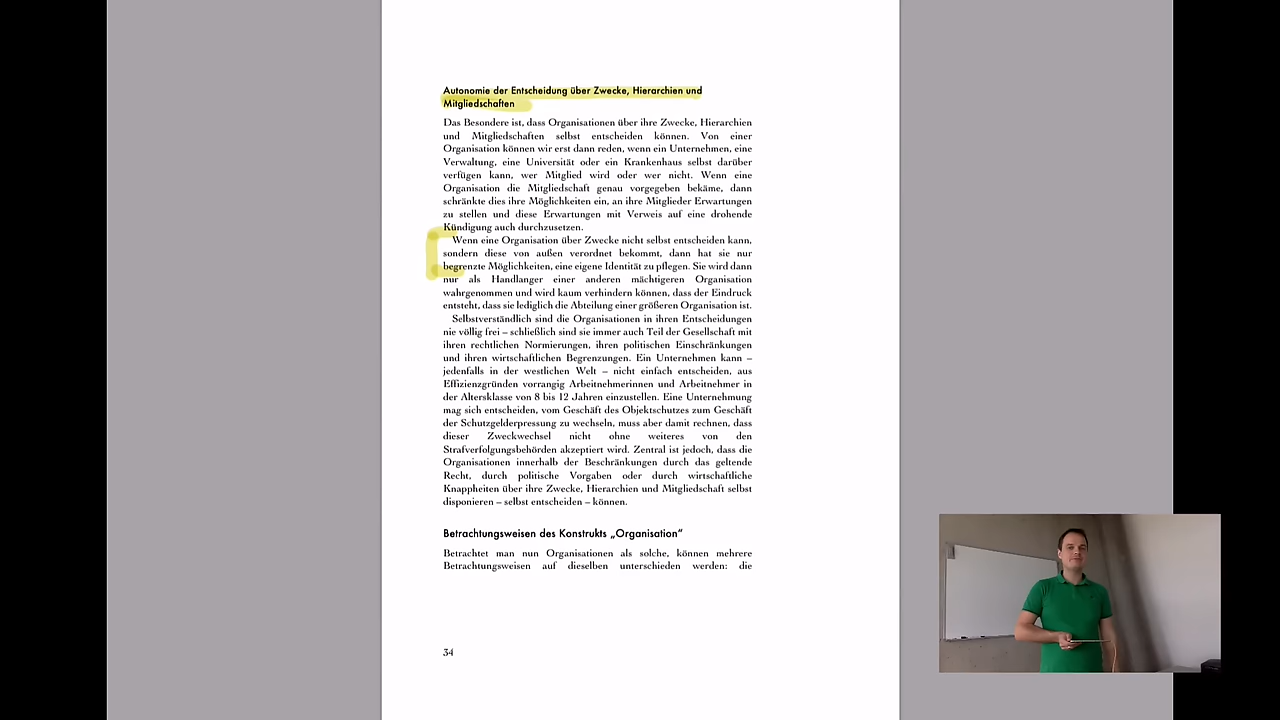 Autonomie der Entscheidung über Zwecke, Hierarchien und
Mitgliedschaften
Das Besondere ist, dass Organisationen über ihre Zwecke, Hierarchien
und Mitgliedschaften selbst entscheiden können. Von einer
Organisation können wir erst dann reden, wenn ein Unternehmen, eine
Verwaltung, eine Universität oder ein Krankenhaus selbst darüber
verfügen kann, wer Mitglied wird oder wer nicht. Wenn eine
Organisation die Mitgliedschaft genau vorgegeben bekäme, dann
schränkte dies ihre Möglichkeiten ein, an ihre Mitglieder Erwartungen
zu stellen und diese Erwartungen mit Verweis auf eine drohende
Kündigung auch durchzusetzen.
Wenn eine Organisation über Zwecke nicht selbst entscheiden kann,
sondern diese von außen verordnet bekommt, dann hat sie nur
begrenzte Möglichkeiten, eine eigene Identität zu pflegen. Sie wird dann
nur als Handlanger einer anderen mächtigeren Organisation
wahrgenommen und wird kaum verhindern können, dass der Eindruck
entsteht, dass sie lediglich die Abteilung einer größeren Organisation ist.
Selbstverständlich sind die Organisationen in ihren Entscheidungen
nie völlig frei – schließlich sind sie immer auch Teil der Gesellschaft mit
ihren rechtlichen Normierungen, ihren politischen Einschränkungen
und ihren wirtschaftlichen Begrenzungen. Ein Unternehmen kann –
jedenfalls in der westlichen Welt – nicht einfach entscheiden, aus
Effizienzgründen vorrangig Arbeitnehmerinnen und Arbeitnehmer in
der Altersklasse von 8 bis 12 Jahren einzustellen. Eine Unternehmung
mag sich entscheiden, vom Geschäft des Objektschutzes zum Geschäft
der Schutzgelderpressung zu wechseln, muss aber damit rechnen, dass
dieser Zweckwechsel nicht ohne weiteres von den
Strafverfolgungsbehörden akzeptiert wird. Zentral ist jedoch, dass die
Organisationen innerhalb der Beschränkungen durch das geltende
Recht, durch politische Vorgaben oder durch wirtschaftliche
Knappheiten über ihre Zwecke, Hierarchien und Mitgliedschaft selbst
disponieren – selbst entscheiden – können.
Betrachtungsweisen des Konstrukts „Organisation“
Betrachtet man nun Organisationen als solche, können mehrere
Betrachtungsweisen auf dieselben unterschieden werden: die
34